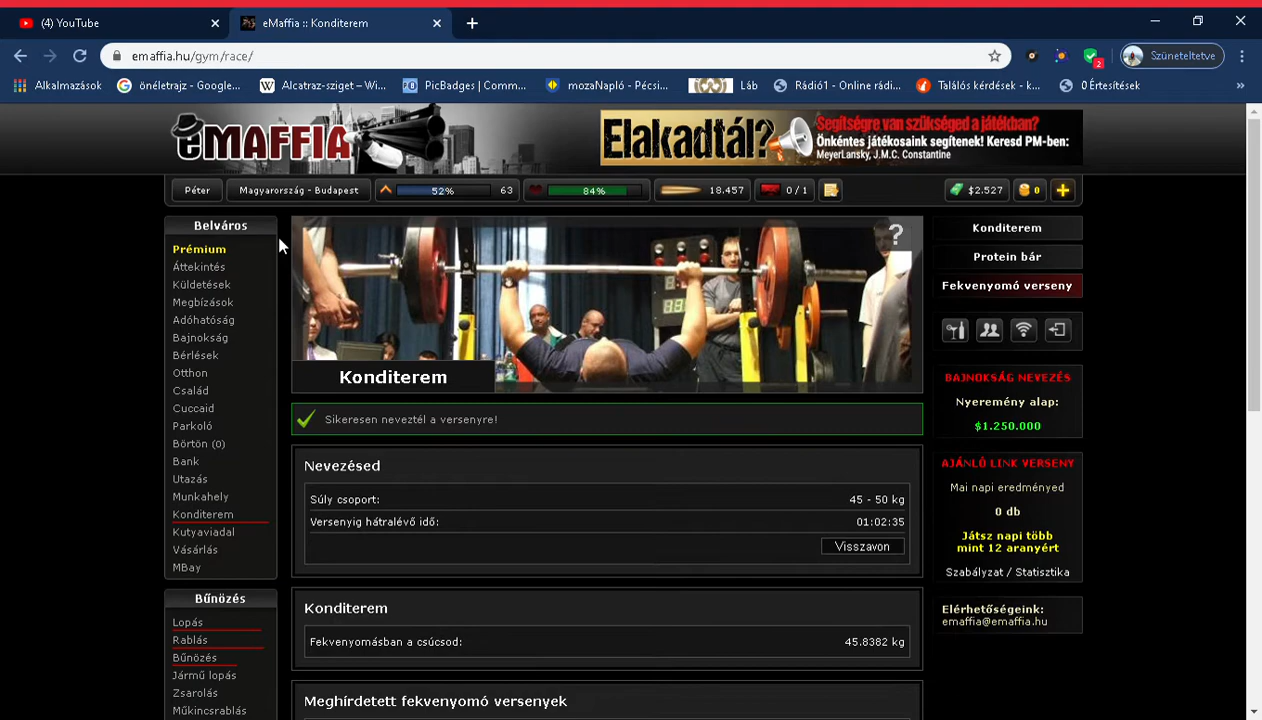 (4) YouTube
eMaffia :: Konditerem
emaffia.hu/gym/race/
Szüneteltetve
2
Alkalmazások
önéletrajz - Google...
Alcatraz-sziget – Wi...
PicBadges | Comm...
mozaNapló - Pécsi...
Láb
Rádió1 - Online rádi...
Találós kérdések - k...
0 Értesítések
»
eMAFFIA
Elakadtál?
Segítségre van szükséged a játékban?
Önkéntes játékosaink segítenek! Keresd PM-ben:
MeyerLansky, J.M.C. Constantine
Péter
Magyarország - Budapest
52%
63
84%
18.457
0 / 1
$2.527
0
Belváros
Prémium
Áttekintés
Küldetések
Megbízások
Adóhatóság
Bajnokság
Bérlések
Otthon
Család
Cuccaid
Parkoló
Börtön (0)
Bank
Utazás
Munkahely
Konditerem
Kutyaviadal
Vásárlás
MBay
Bűnözés
Lopás
Rablás
Bűnözés
Jármű lopás
Zsarolás
Műkincsrablás
?
Konditerem
Sikeresen neveztél a versenyre!
Nevezésed
Súly csoport:
45 - 50 kg
Versenyig hátralévő idő:
01:02:35
Visszavon
Konditerem
Fekvenyomásban a csúcsod:
45.8382 kg
Meghírdetett fekvenyomó versenyek
Konditerem
Protein bár
Fekvenyomó verseny
BAJNOKSÁG NEVEZÉS
Nyeremény alap:
$1.250.000
AJÁNLÓ LINK VERSENY
Mai napi eredményed
0 db
Játsz napi több
mint 12 aranyért
Szabályzat / Statisztika
Elérhetőségeink:
emaffia@emaffia.hu